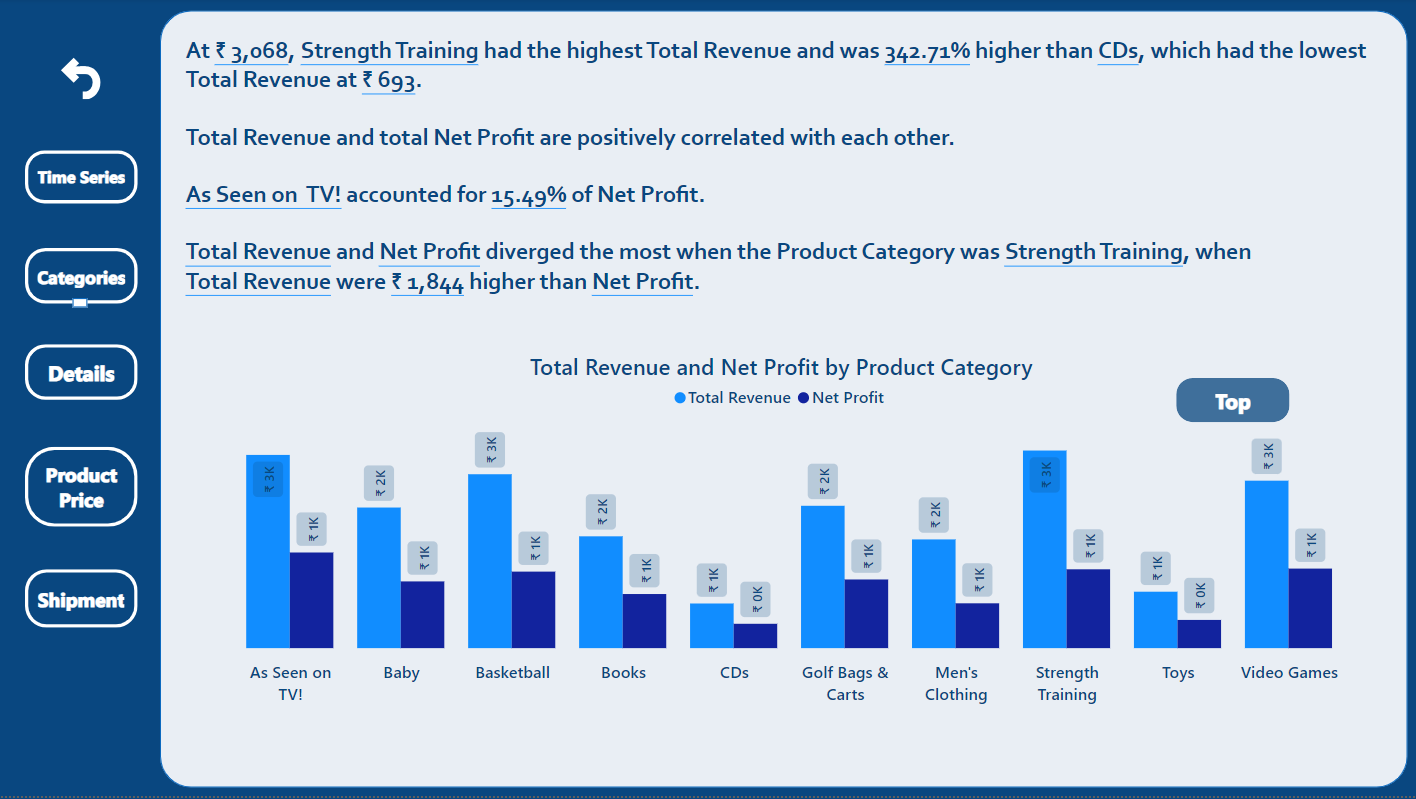 At ₹ 3,068, Strength Training had the highest Total Revenue and was 342.71% higher than CDs, which had the lowest
Total Revenue at ₹ 693.
Total Revenue and total Net Profit are positively correlated with each other.
As Seen on  TV! accounted for 15.49% of Net Profit.
Total Revenue and Net Profit diverged the most when the Product Category was Strength Training, when
Total Revenue were ₹ 1,844 higher than Net Profit.
Time Series
Categories
Details
Product
Price
Shipment
Total Revenue and Net Profit by Product Category
Total Revenue Net Profit
Top
₹ 3K ₹ 1K ₹ 2K ₹ 1K ₹ 3K ₹ 1K ₹ 2K ₹ 1K ₹ 1K ₹ 0K ₹ 2K ₹ 1K ₹ 2K ₹ 1K ₹ 3K ₹ 1K ₹ 1K ₹ 0K ₹ 3K ₹ 1K
As Seen on
TV!
Baby
Basketball
Books
CDs
Golf Bags &
Carts
Men's
Clothing
Strength
Training
Toys
Video Games